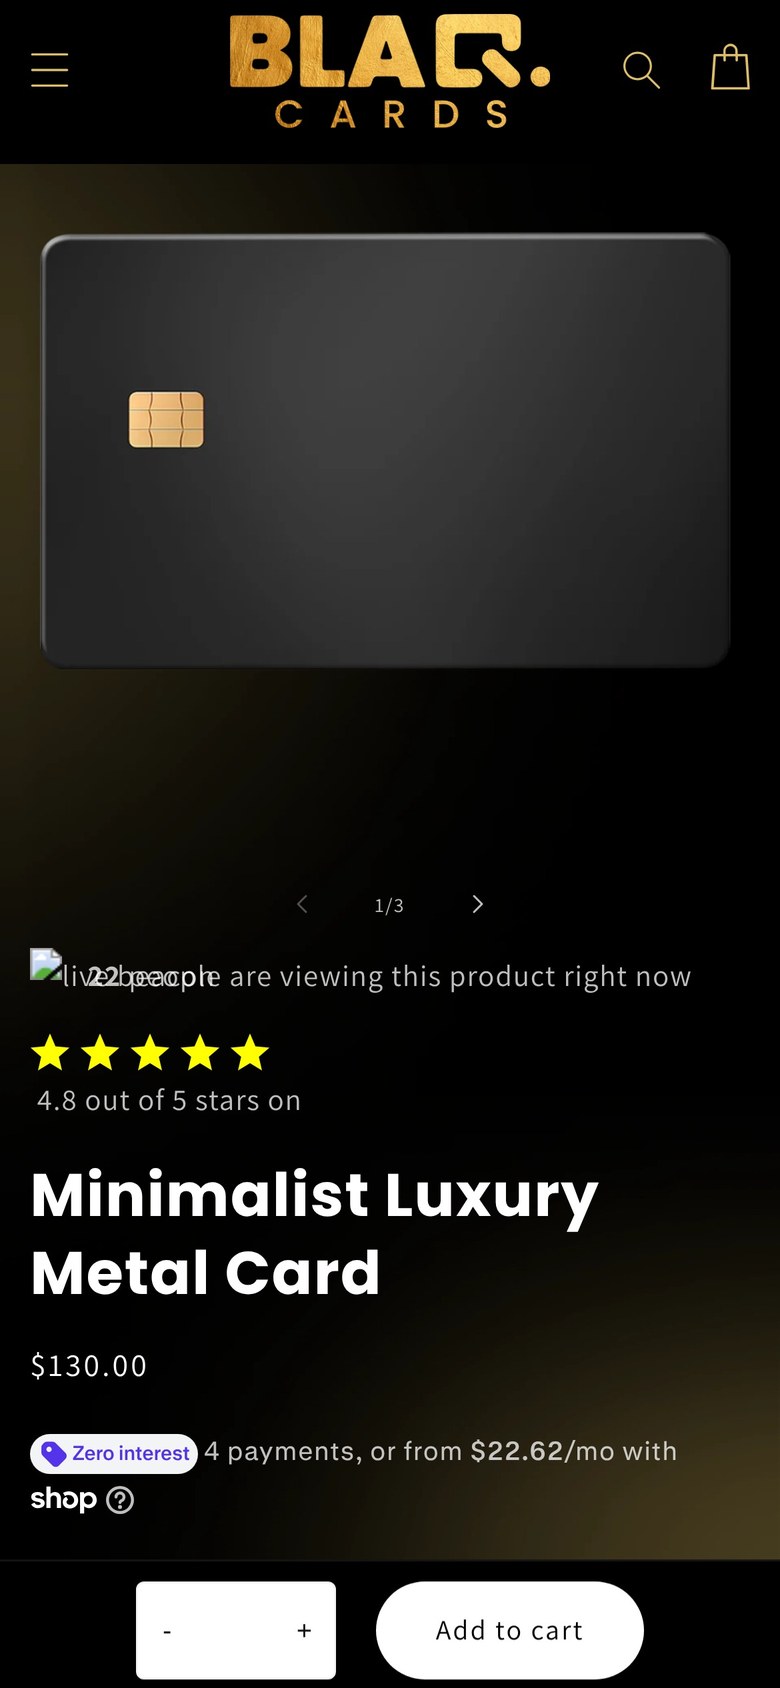 BLAQ.
CARDS
1/3
live beacon 22 people are viewing this product right now
4.8 out of 5 stars on
Minimalist Luxury
Metal Card
$130.00
Zero interest 4 payments, or from $22.62/mo with
shop ?
- +
Add to cart